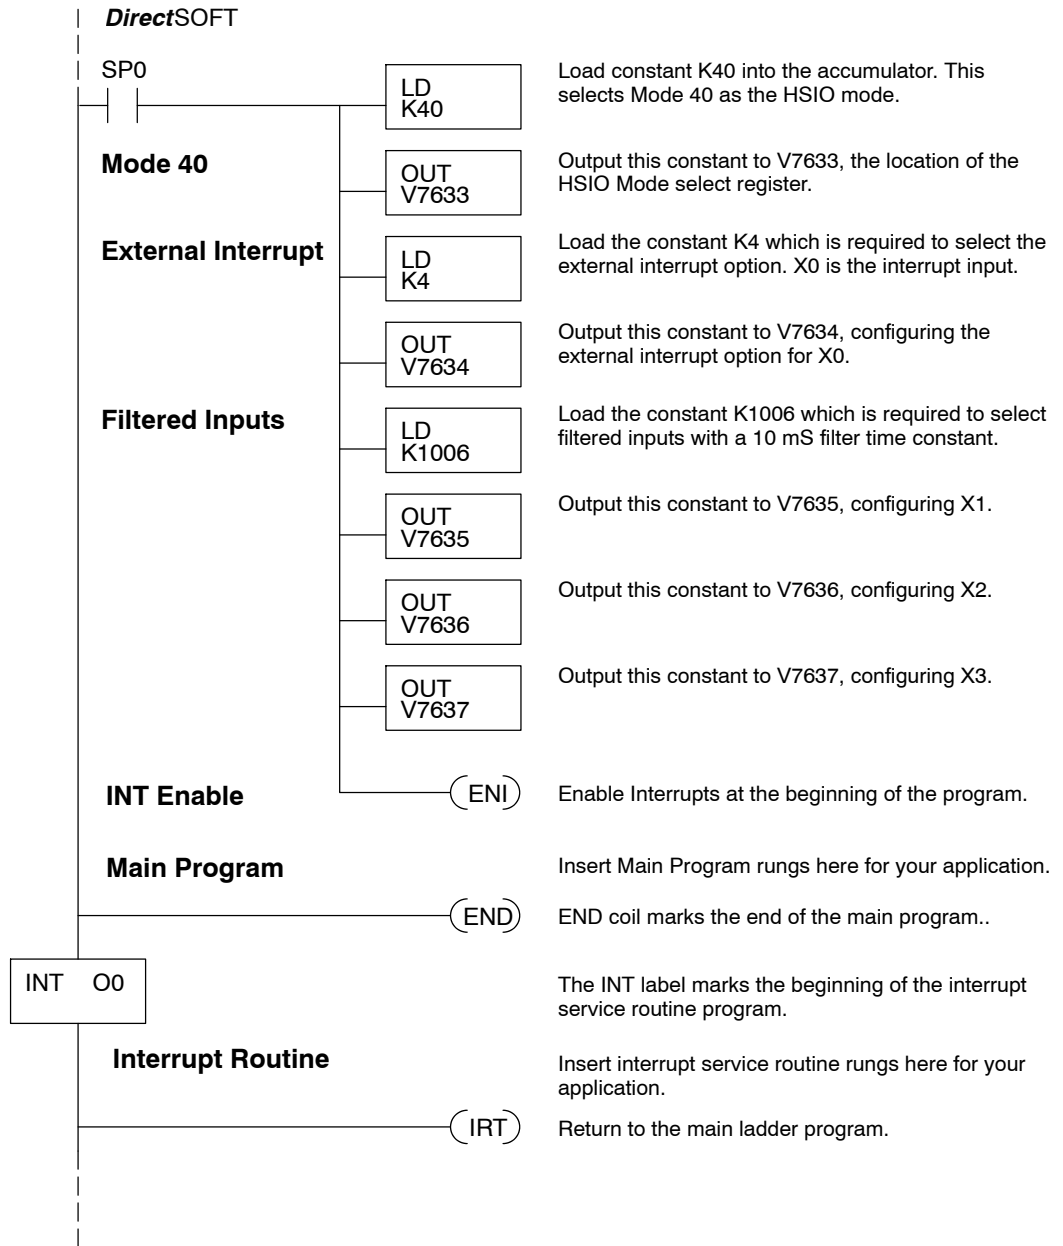 DirectSOFT
SP0
LD
K40
Load constant K40 into the accumulator. This
selects Mode 40 as the HSIO mode.
Mode 40
OUT
V7633
Output this constant to V7633, the location of the
HSIO Mode select register.
External Interrupt
LD
K4
Load the constant K4 which is required to select the
external interrupt option. X0 is the interrupt input.
OUT
V7634
Output this constant to V7634, configuring the
external interrupt option for X0.
Filtered Inputs
LD
K1006
Load the constant K1006 which is required to select
filtered inputs with a 10 mS filter time constant.
OUT
V7635
Output this constant to V7635, configuring X1.
OUT
V7636
Output this constant to V7636, configuring X2.
OUT
V7637
Output this constant to V7637, configuring X3.
INT Enable
ENI
Enable Interrupts at the beginning of the program.
Main Program
Insert Main Program rungs here for your application.
END
END coil marks the end of the main program..
INT O0
The INT label marks the beginning of the interrupt
service routine program.
Interrupt Routine
Insert interrupt service routine rungs here for your
application.
IRT
Return to the main ladder program.